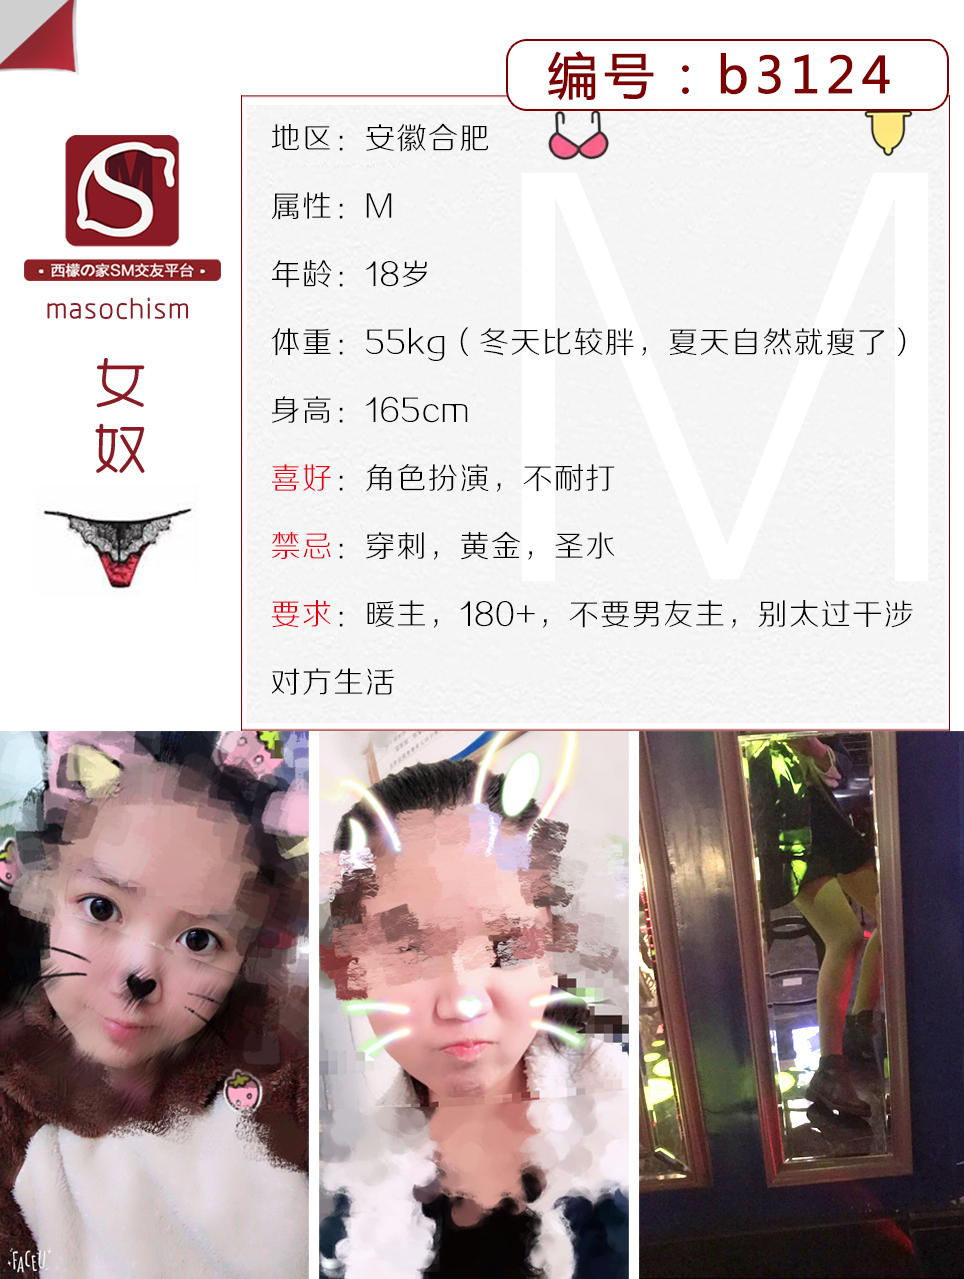 编号：b3124
地区：安徽合肥
属性：M
年龄：18岁
体重：55kg（冬天比较胖，夏天自然就瘦了）
身高：165cm
喜好：角色扮演，不耐打
禁忌：穿刺，黄金，圣水
要求：暖主，180+，不要男友主，别太过干涉
对方生活
SM
·西檬の家SM交友平台·
masochism
女
奴
M
FACEU